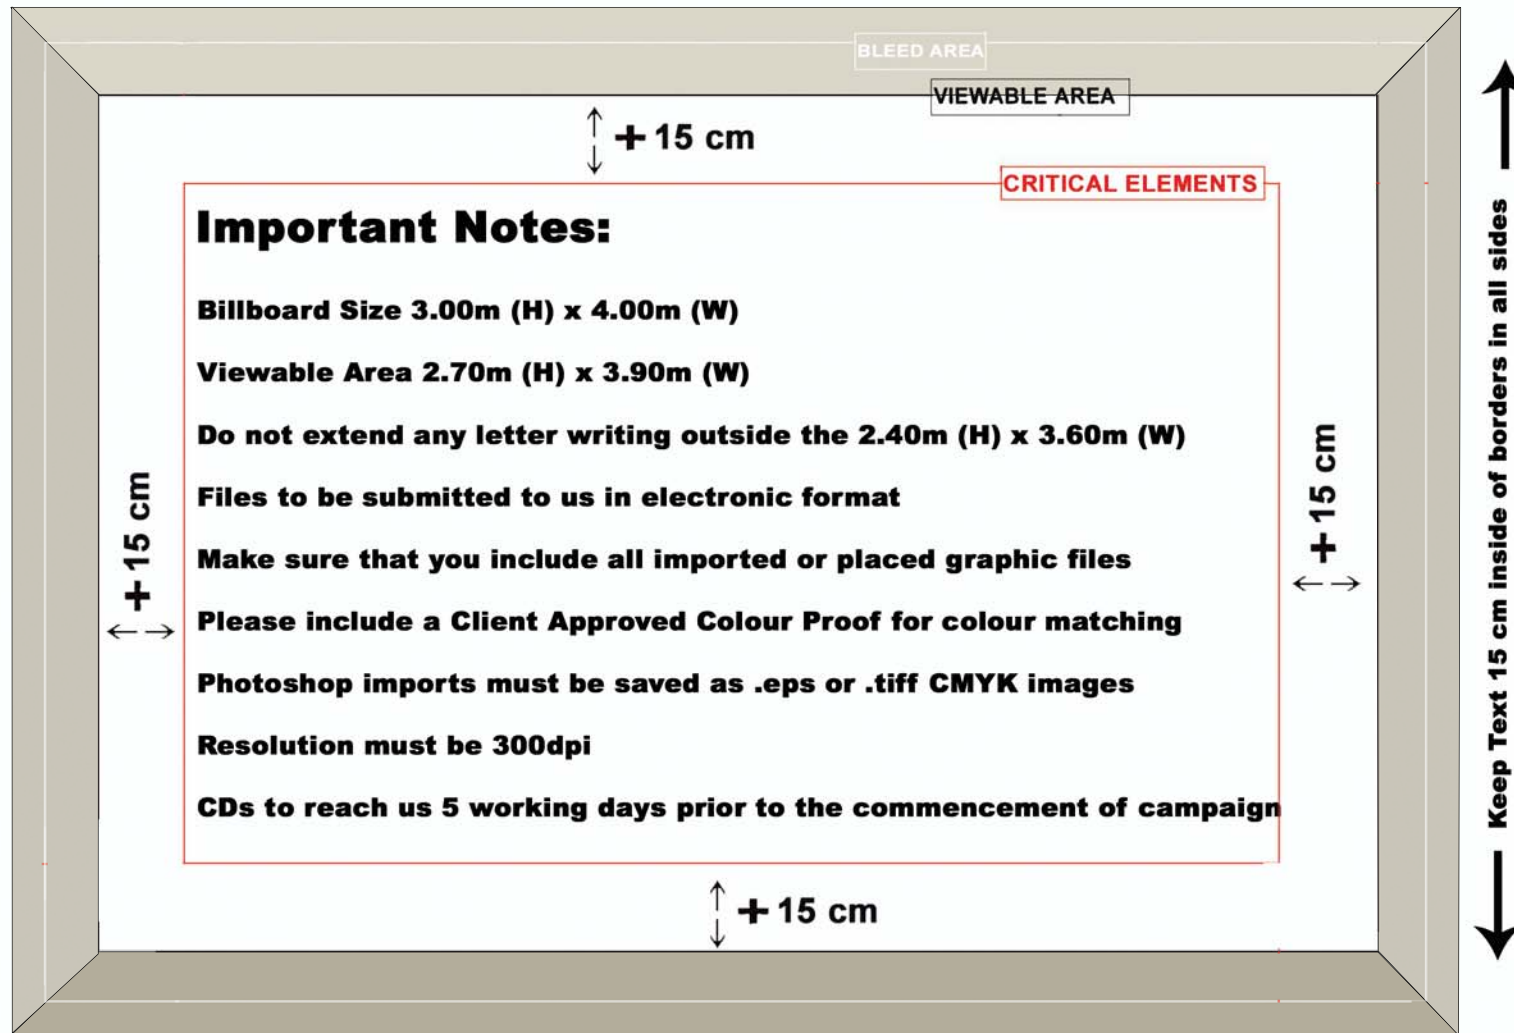 BLEED AREA
VIEWABLE AREA
+ 15 cm
CRITICAL ELEMENTS
Important Notes:
Billboard Size 3.00m (H) x 4.00m (W)
Viewable Area 2.70m (H) x 3.90m (W)
Do not extend any letter writing outside the 2.40m (H) x 3.60m (W)
Files to be submitted to us in electronic format
Make sure that you include all imported or placed graphic files
Please include a Client Approved Colour Proof for colour matching
Photoshop imports must be saved as .eps or .tiff CMYK images
Resolution must be 300dpi
CDs to reach us 5 working days prior to the commencement of campaign
+ 15 cm
+ 15 cm
+ 15 cm
Keep Text 15 cm inside of borders in all sides